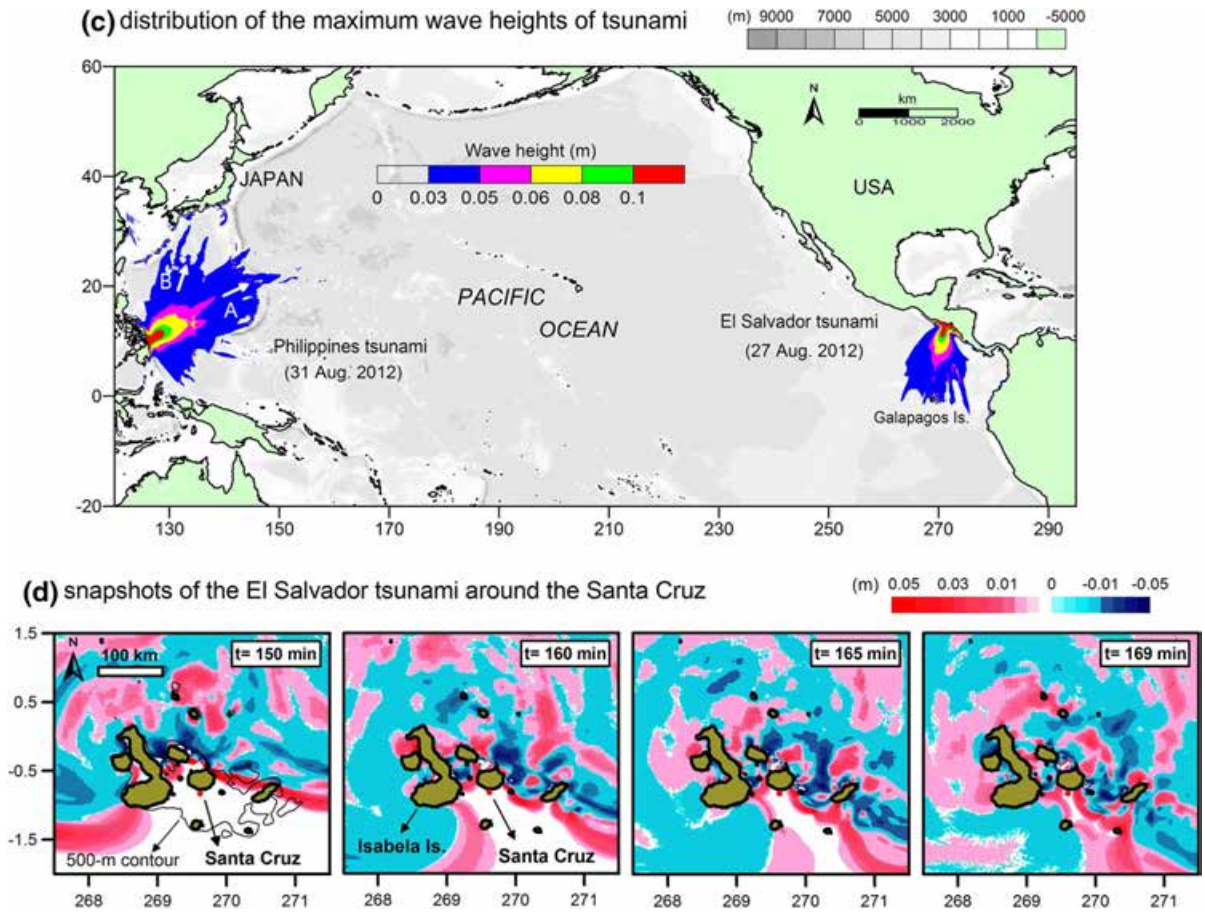 (c) distribution of the maximum wave heights of tsunami
(m) 9000 7000 5000 3000 1000 -5000
60
40
20
0
-20
130 150 170 190 210 230 250 270 290
N
km
0 1000 2000
Wave height (m)
0 0.03 0.05 0.06 0.08 0.1
JAPAN
USA
B
A
PACIFIC
OCEAN
Philippines tsunami
(31 Aug. 2012)
El Salvador tsunami
(27 Aug. 2012)
Galapagos Is.
(d) snapshots of the El Salvador tsunami around the Santa Cruz
(m) 0.05 0.03 0.01 0 -0.01 -0.05
1.5
0.5
-0.5
-1.5
N
100 km
t= 150 min
500-m contour
Santa Cruz
268 269 270 271
t= 160 min
Isabela Is.
Santa Cruz
268 269 270 271
t= 165 min
268 269 270 271
t= 169 min
268 269 270 271